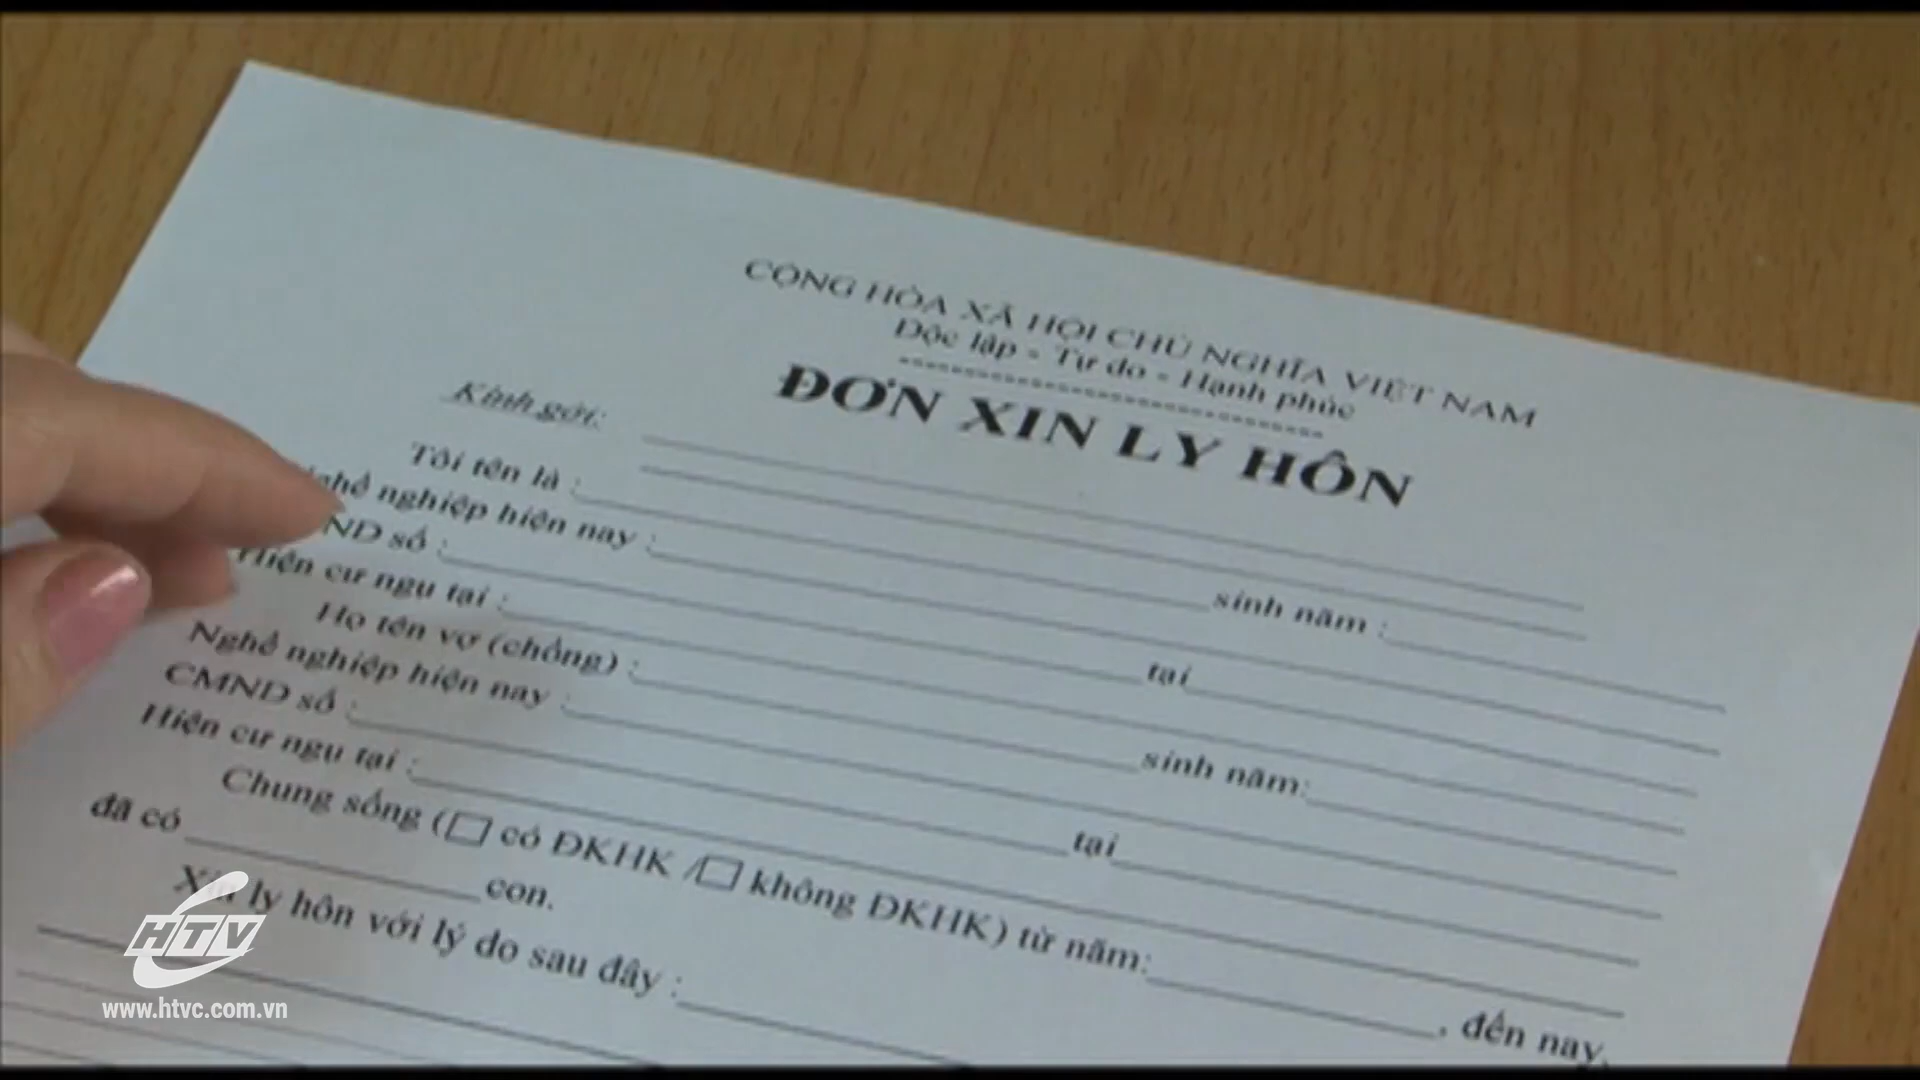 CỘNG HÒA XÃ HỘI CHỦ NGHĨA VIỆT NAM
Độc lập - Tự do - Hạnh phúc
ĐƠN XIN LY HÔN
Kính gởi:
Tôi tên là : sinh năm :
nghề nghiệp hiện nay :
ND số : tại
Hiện cư ngụ tại :
Họ tên vợ (chồng) : sinh năm:
Nghề nghiệp hiện nay :
CMND số : tại
Hiện cư ngụ tại :
Chung sống (☐ có ĐKHK /☐ không ĐKHK) từ năm: , đến nay,
đã có con.
Xin ly hôn với lý do sau đây :
HTV
www.htvc.com.vn